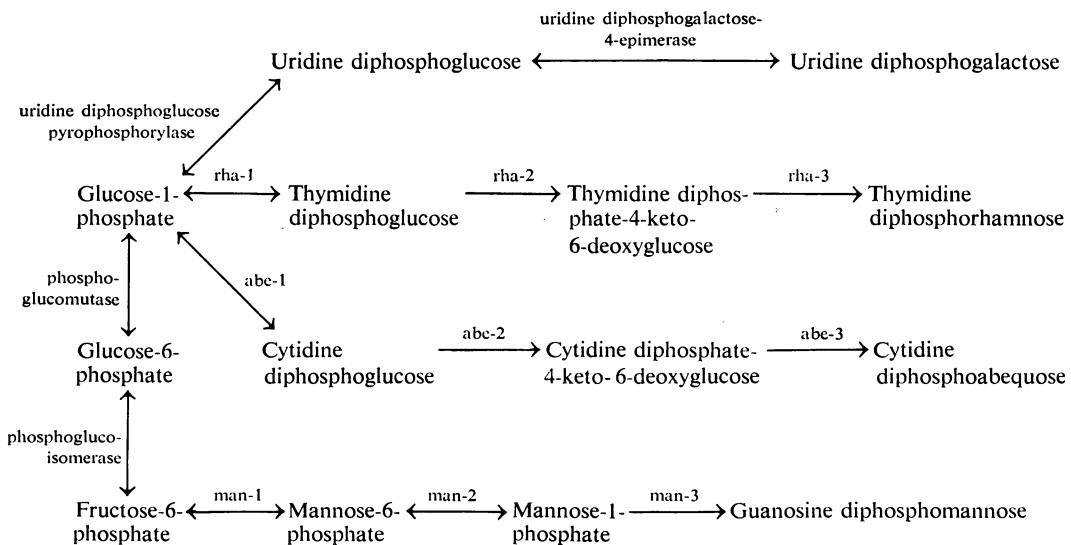 uridine diphosphogalactose-
4-epimerase
Uridine diphosphoglucose
Uridine diphosphogalactose
uridine diphosphoglucose
pyrophosphorylase
rha-1
rha-2
rha-3
Glucose-1-
phosphate
Thymidine
diphosphoglucose
Thymidine diphos-
phate-4-keto-
6-deoxyglucose
Thymidine
diphosphorhamnose
phospho-
glucomutase
abe-1
abe-2
abe-3
Glucose-6-
phosphate
Cytidine
diphosphoglucose
Cytidine diphosphate-
4-keto-6-deoxyglucose
Cytidine
diphosphoabequose
phosphogluco-
isomerase
man-1
man-2
man-3
Fructose-6-
phosphate
Mannose-6-
phosphate
Mannose-1-
phosphate
Guanosine diphosphomannose